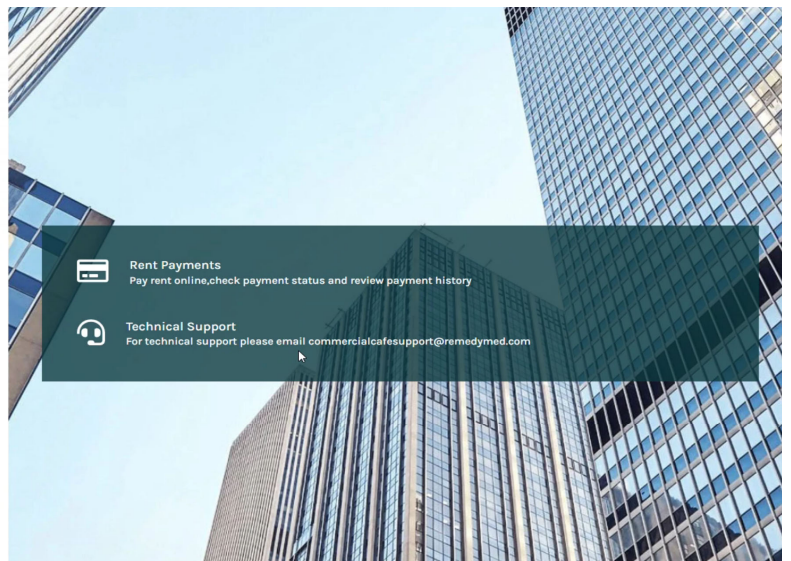 Rent Payments
Pay rent online,check payment status and review payment history
Technical Support
For technical support please email commercialcafesupport@remedymed.com